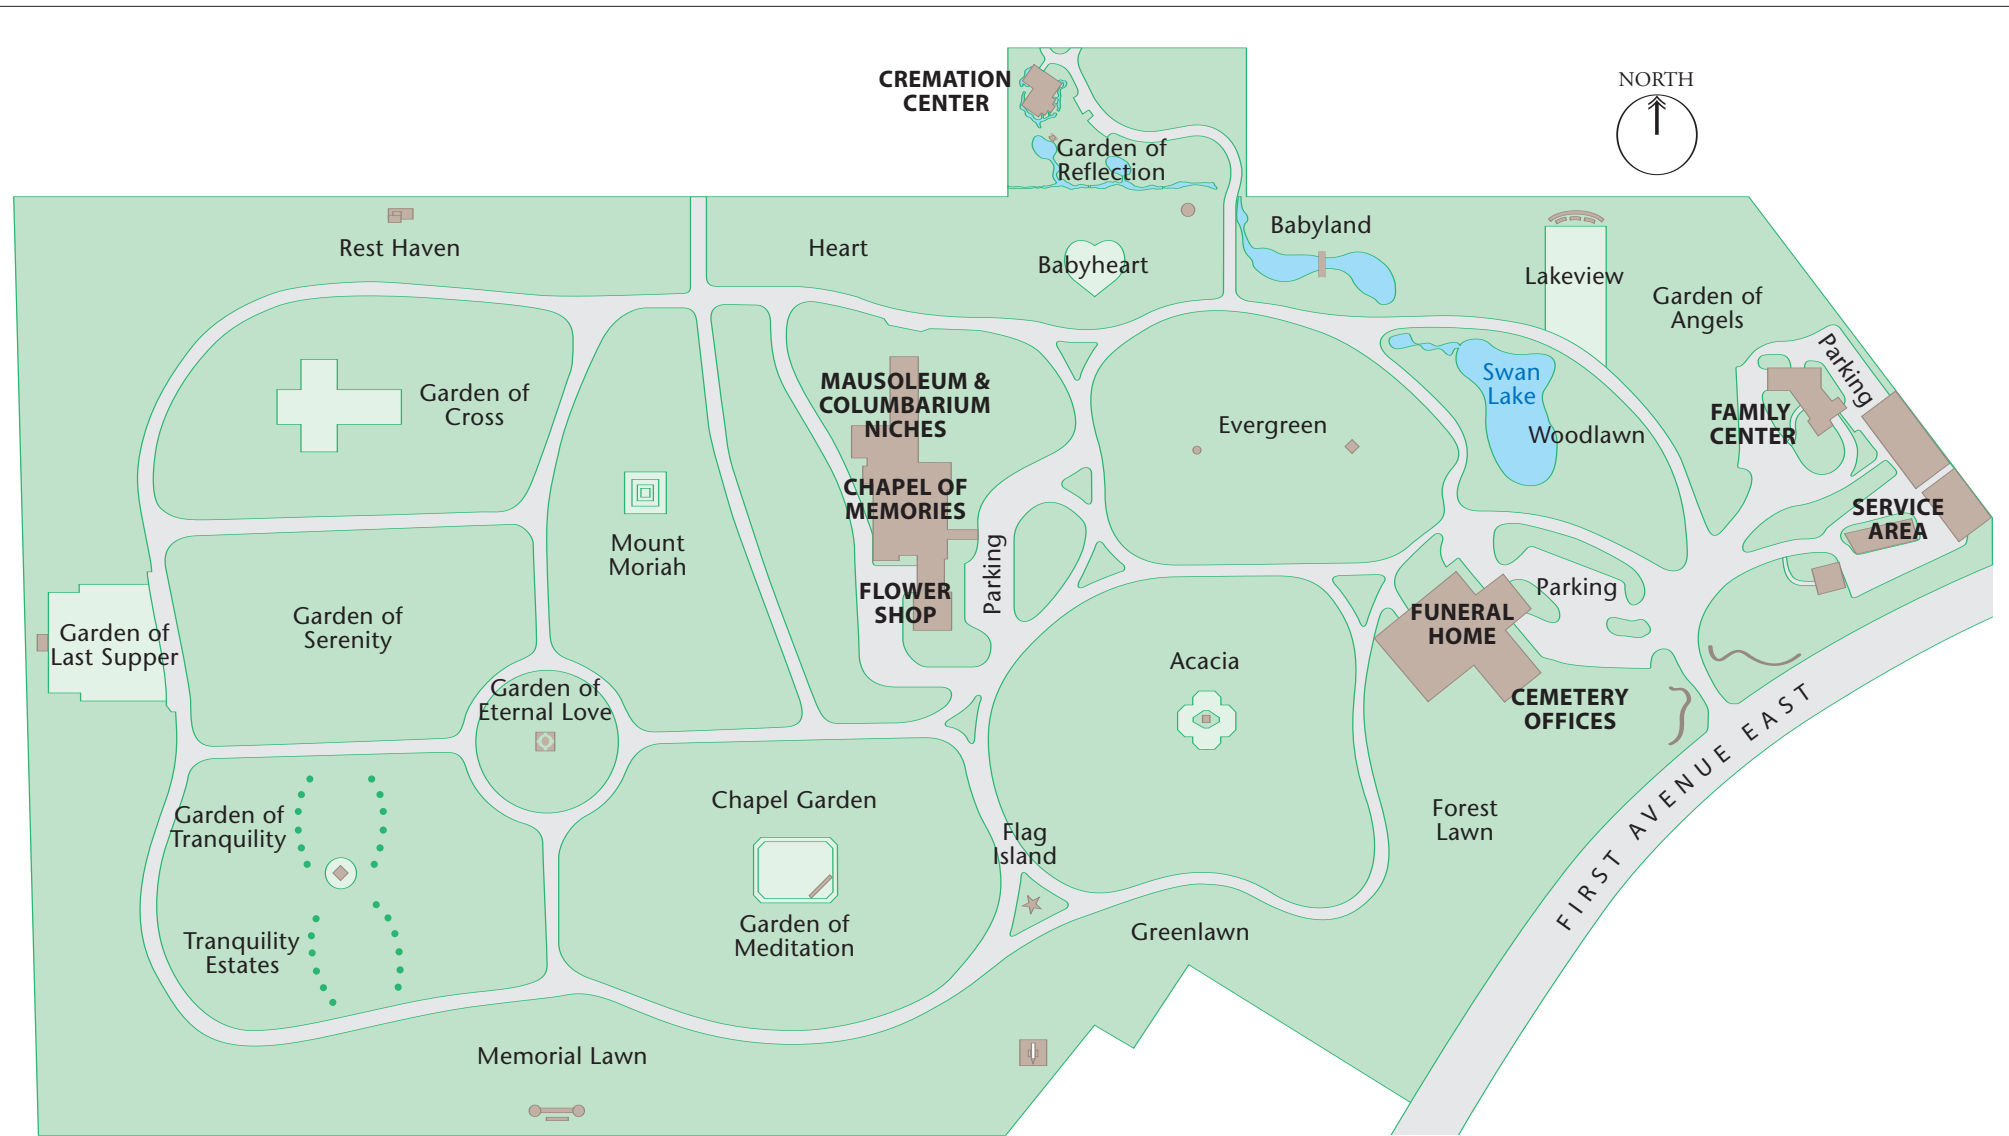 CREMATION
CENTER
NORTH
Garden of
Reflection
Rest Haven
Heart
Babyheart
Babyland
Lakeview
Garden of
Angels
Parking
Garden of
Cross
MAUSOLEUM &
COLUMBARIUM
NICHES
Evergreen
Swan
Lake
Woodlawn
FAMILY
CENTER
CHAPEL OF
MEMORIES
SERVICE
AREA
Mount
Moriah
Parking
FLOWER
SHOP
Parking
FUNERAL
HOME
Garden of
Last Supper
Garden of
Serenity
Garden of
Eternal Love
Acacia
CEMETERY
OFFICES
FIRST AVENUE EAST
Garden of
Tranquility
Chapel Garden
Flag
Island
Forest
Lawn
Tranquility
Estates
Garden of
Meditation
Greenlawn
Memorial Lawn